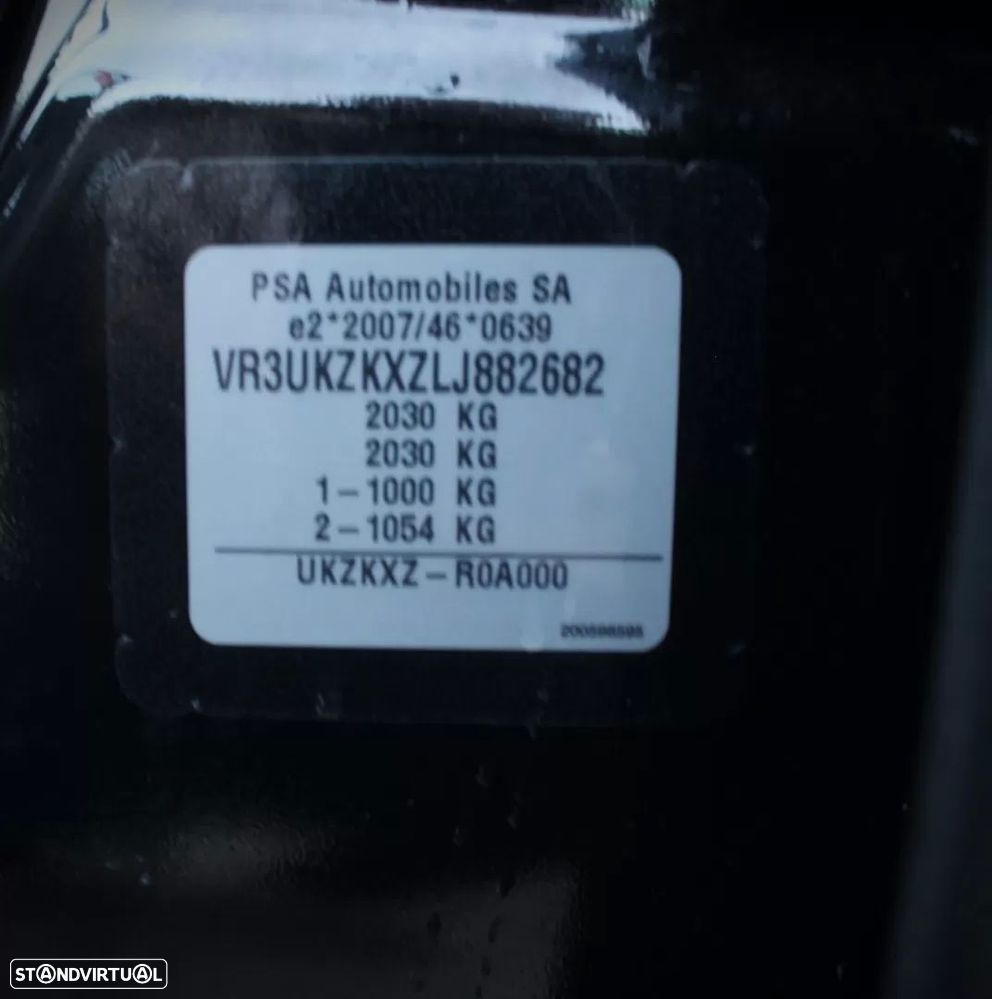 PSA Automobiles SA
e2*2007/46*0639
VR3UKZKXZLJ882682
2030 KG
2030 KG
1-1000 KG
2-1054 KG
UKZKXZ-R0A000
200598595
STANDVIRTUAL